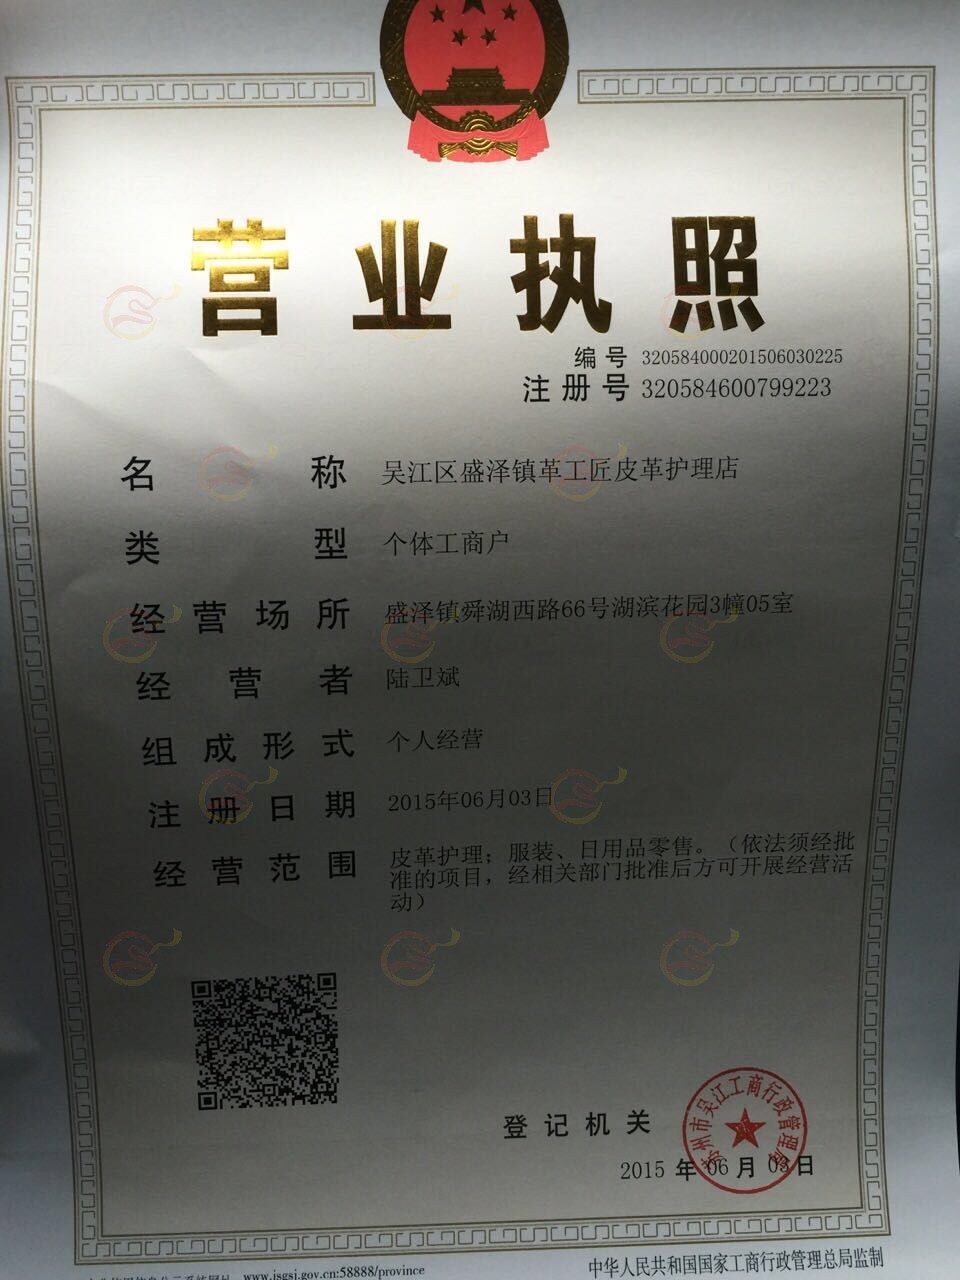 营业执照
编号 320584000201506030225
注册号 320584600799223
名称 吴江区盛泽镇革工匠皮革护理店
类型 个体工商户
经营场所 盛泽镇舜湖西路66号湖滨花园3幢05室
经营者 陆卫斌
组成形式 个人经营
注册日期 2015年06月03日
经营范围 皮革护理；服装、日用品零售。（依法须经批
准的项目，经相关部门批准后方可开展经营活
动）
登记机关
苏州市吴江工商行政管理局
2015 年 06 月 03 日
www.jsgsj.gov.cn:58888/province
中华人民共和国国家工商行政管理总局监制